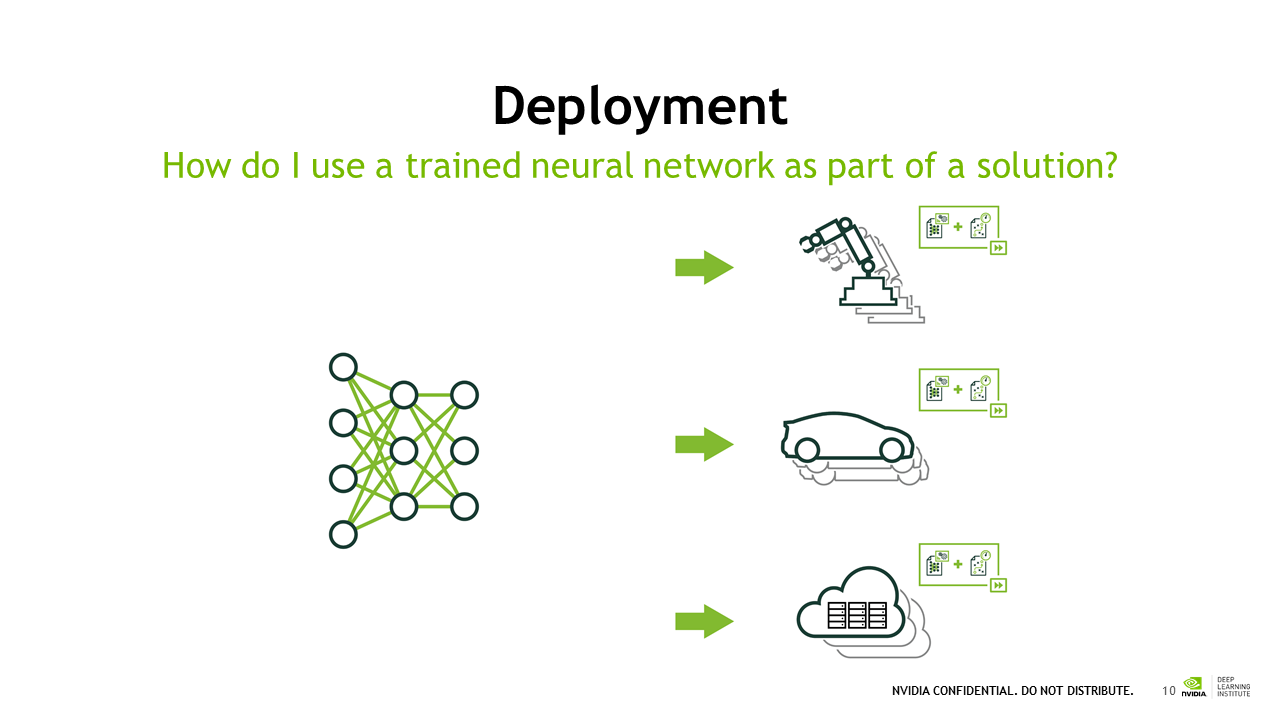 Deployment
How do I use a trained neural network as part of a solution?
NVIDIA CONFIDENTIAL. DO NOT DISTRIBUTE.
10
NVIDIA
DEEP
LEARNING
INSTITUTE